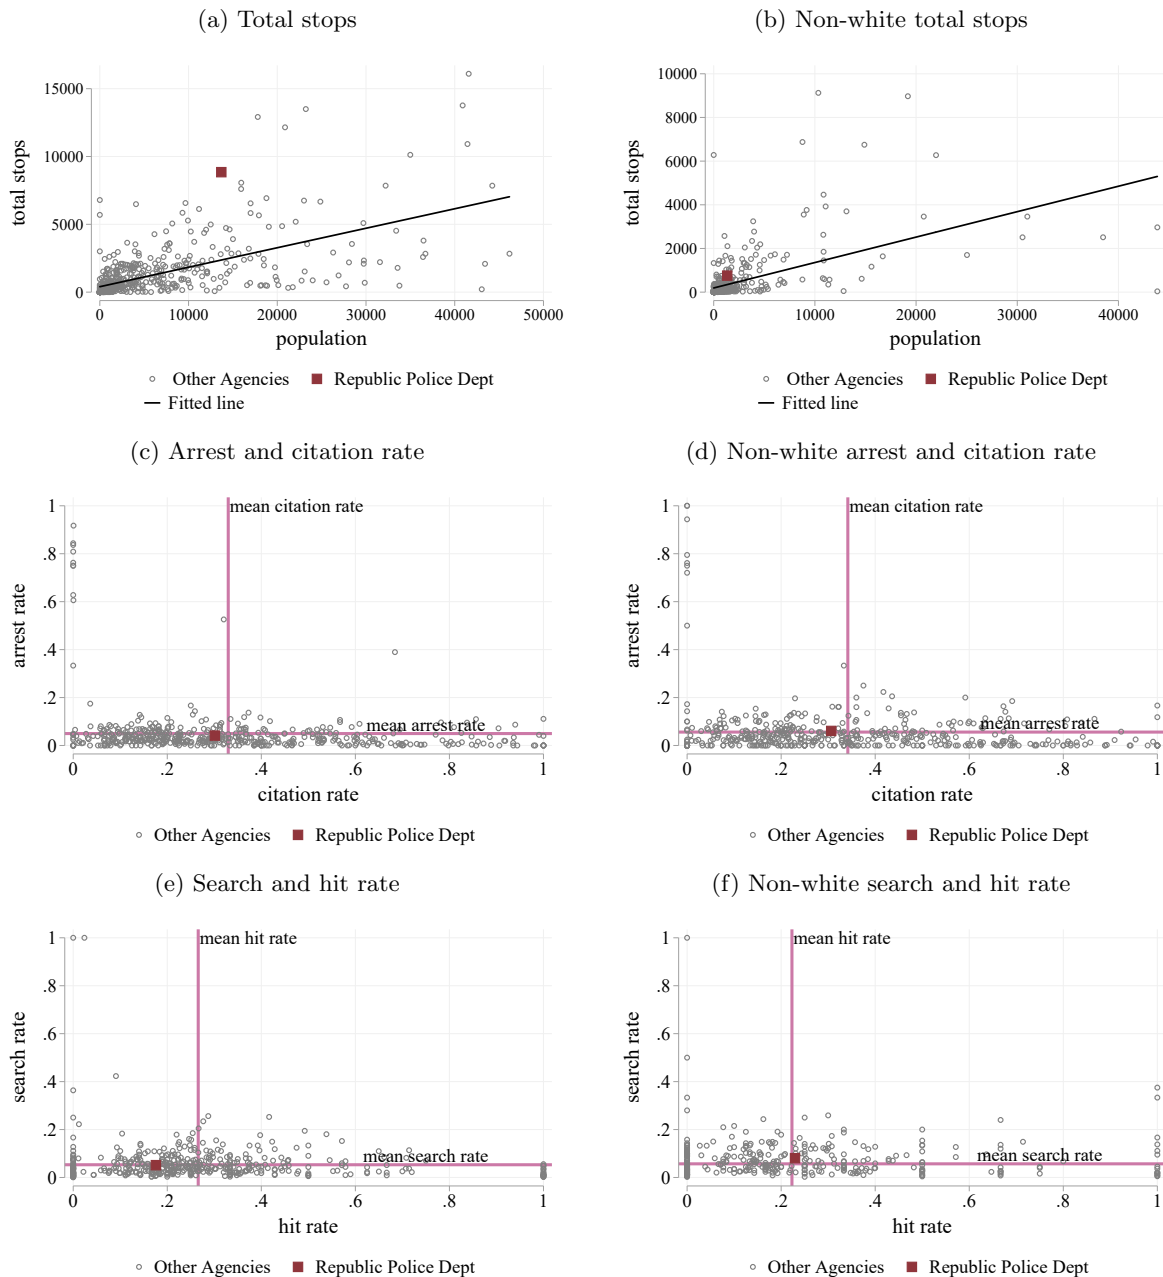 (a) Total stops
(b) Non-white total stops
total stops
15000
10000
5000
0
0 10000 20000 30000 40000 50000
population
Other Agencies Republic Police Dept
Fitted line
total stops
10000
8000
6000
4000
2000
0
0 10000 20000 30000 40000
population
Other Agencies Republic Police Dept
Fitted line
(c) Arrest and citation rate
(d) Non-white arrest and citation rate
arrest rate
1
.8
.6
.4
.2
0
mean citation rate
mean arrest rate
0 .2 .4 .6 .8 1
citation rate
Other Agencies Republic Police Dept
arrest rate
1
.8
.6
.4
.2
0
mean citation rate
mean arrest rate
0 .2 .4 .6 .8 1
citation rate
Other Agencies Republic Police Dept
(e) Search and hit rate
(f) Non-white search and hit rate
search rate
1
.8
.6
.4
.2
0
mean hit rate
mean search rate
0 .2 .4 .6 .8 1
hit rate
Other Agencies Republic Police Dept
search rate
1
.8
.6
.4
.2
0
mean hit rate
mean search rate
0 .2 .4 .6 .8 1
hit rate
Other Agencies Republic Police Dept